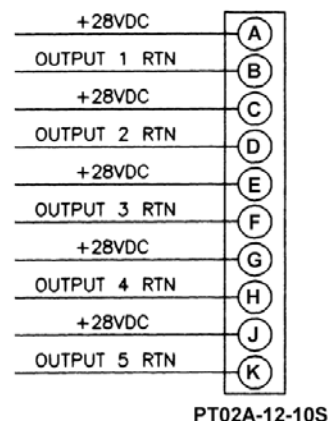 +28VDC A
OUTPUT 1 RTN B
+28VDC C
OUTPUT 2 RTN D
+28VDC E
OUTPUT 3 RTN F
+28VDC G
OUTPUT 4 RTN H
+28VDC J
OUTPUT 5 RTN K
PT02A-12-10S